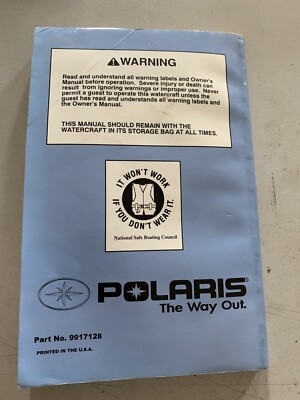 WARNING
Read and understand all warning labels and Owner's
Manual before operation. Severe injury or death can
result from ignoring warnings or improper use. Never
permit a guest to operate this watercraft unless the
guest has read and understands all warning labels and
the Owner's Manual.
THIS MANUAL SHOULD REMAIN WITH THE
WATERCRAFT IN ITS STORAGE BAG AT ALL TIMES.
IT WON'T WORK
IF YOU DON'T WEAR IT.
National Safe Boating Council
POLARIS®
The Way Out.
Part No. 9917128
PRINTED IN THE U.S.A.